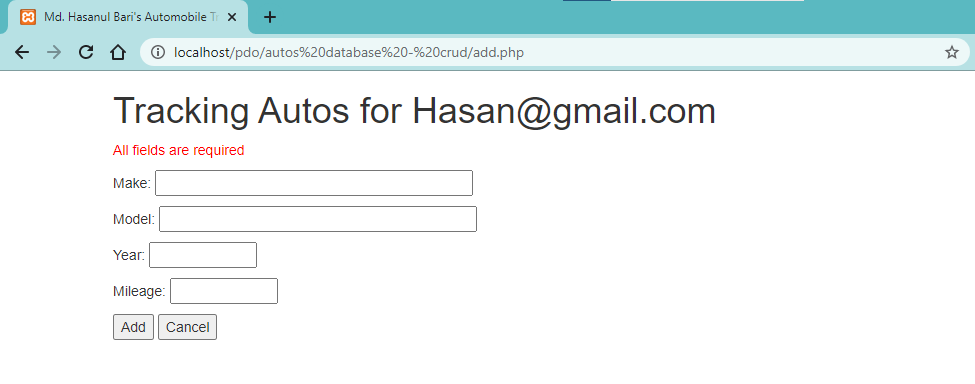 Md. Hasanul Bari's Automobile Tr
localhost/pdo/autos%20database%20-%20crud/add.php
Tracking Autos for Hasan@gmail.com
All fields are required
Make:
Model:
Year:
Mileage:
Add Cancel